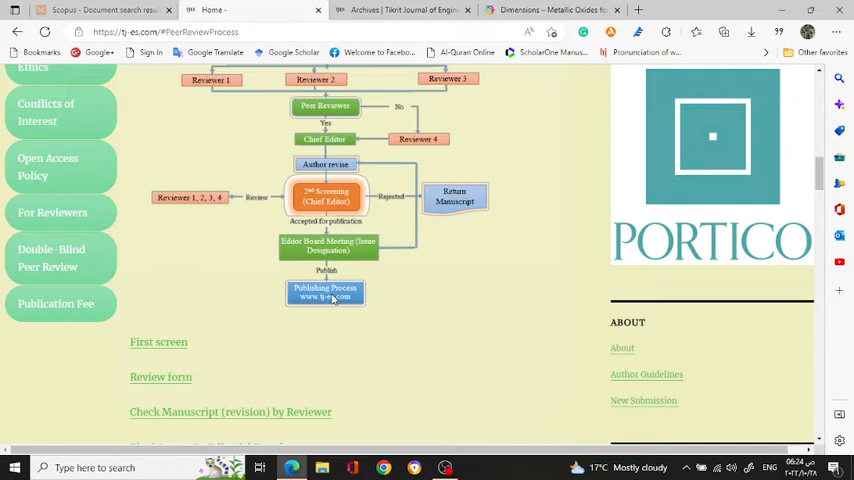 Scopus - Document search result
Home -
Archives | Tikrit Journal of Engine
Dimensions – Metallic Oxides for
https://tj-es.com/#PeerReviewProcess
Bookmarks
Google+
Sign In
Google Translate
Google Scholar
Welcome to Facebo...
Al-Quran Online
ScholarOne Manus...
Pronunciation of w...
Other favorites
Ethics
Conflicts of
Interest
Open Access
Policy
For Reviewers
Double-Blind
Peer Review
Publication Fee
Reviewer 1
Reviewer 2
Reviewer 3
Peer Reviewer
No
Yes
Chief Editor
Reviewer 4
Author revise
Reviewer 1, 2, 3, 4
Review
2nd Screening
(Chief Editor)
Rejected
Return
Manuscript
Accepted for publication
Editor Board Meeting (Issue
Designation)
Publish
Publishing Process
www.tj-es.com
First screen
Review form
Check Manuscript (revision) by Reviewer
PORTICO
ABOUT
About
Author Guidelines
New Submission
Type here to search
17°C Mostly cloudy
ENG
06:24 ص